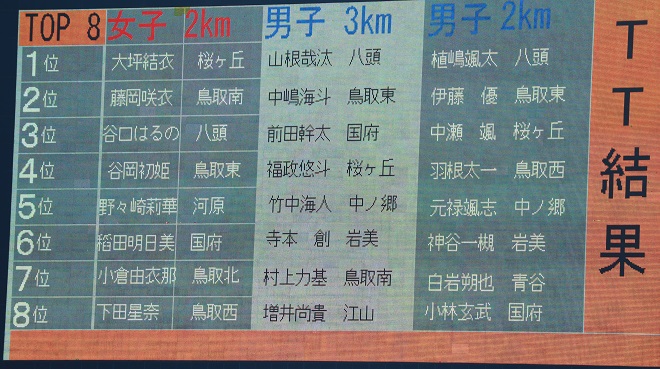 TOP 8 女子 2km 男子 3km 男子 2km
1位 大坪結衣 桜ヶ丘 山根哉汰 八頭 植嶋颯太 八頭
2位 藤岡咲衣 鳥取南 中嶋海斗 鳥取東 伊藤 優 鳥取東
3位 谷口はるの 八頭 前田幹太 国府 中瀬 颯 桜ヶ丘
4位 谷岡初姫 鳥取東 福政悠斗 桜ヶ丘 羽根太一 鳥取西
5位 野々崎莉華 河原 竹中海人 中ノ郷 元禄颯志 中ノ郷
6位 稲田明日美 国府 寺本 創 岩美 神谷一槻 岩美
7位 小倉由衣那 鳥取北 村上力基 鳥取南 白岩朔也 青谷
8位 下田星奈 鳥取西 増井尚貴 江山 小林玄武 国府
TT結果